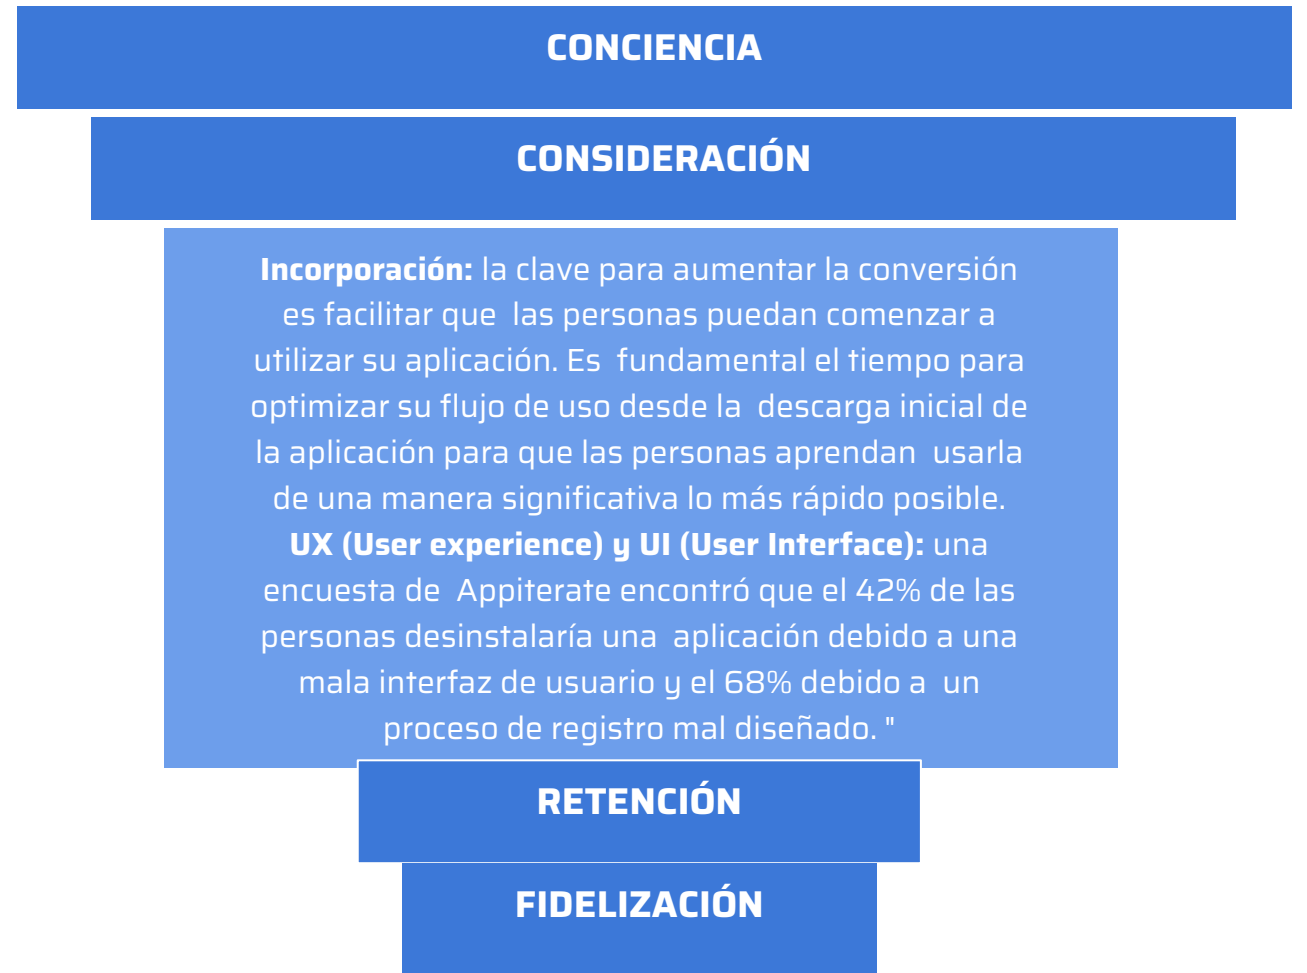 CONCIENCIA
CONSIDERACIÓN
Incorporación: la clave para aumentar la conversión
es facilitar que  las personas puedan comenzar a
utilizar su aplicación. Es  fundamental el tiempo para
optimizar su flujo de uso desde la  descarga inicial de
la aplicación para que las personas aprendan  usarla
de una manera significativa lo más rápido posible.
UX (User experience) y UI (User Interface): una
encuesta de  Appiterate encontró que el 42% de las
personas desinstalaría una  aplicación debido a una
mala interfaz de usuario y el 68% debido a  un
proceso de registro mal diseñado. "
RETENCIÓN
FIDELIZACIÓN